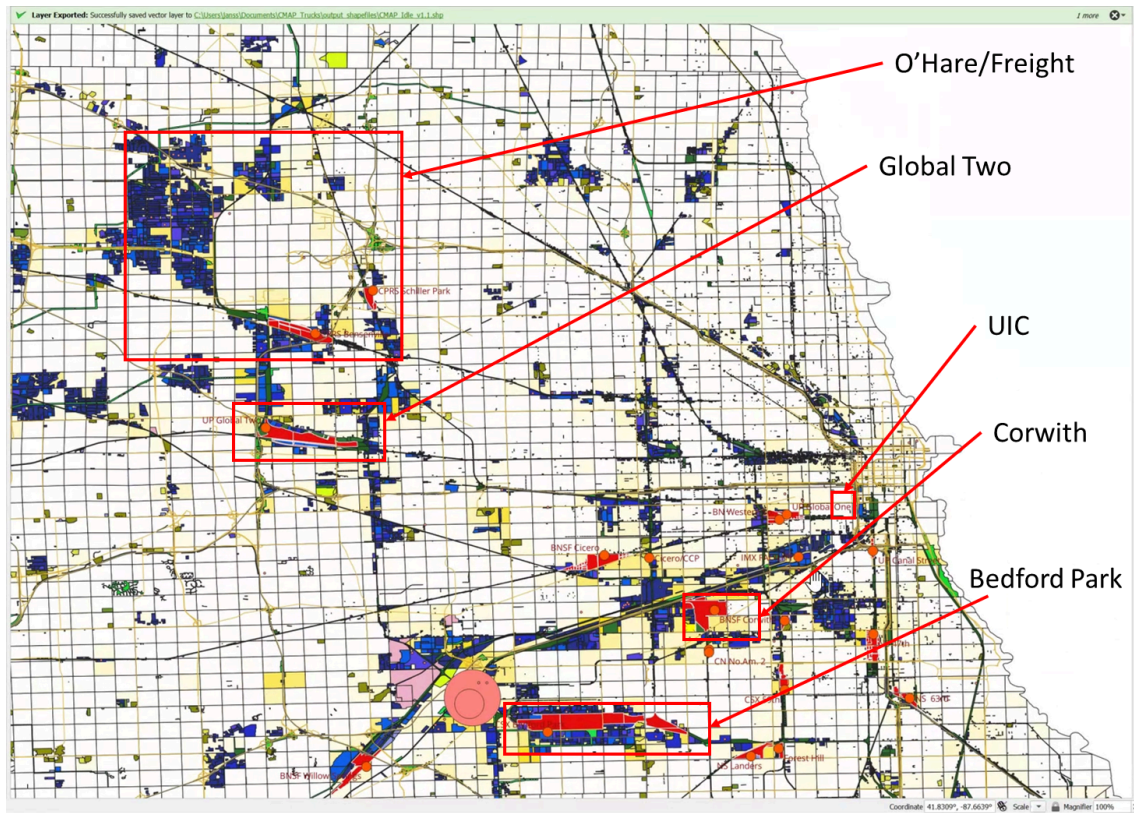 Layer Exported: Successfully saved vector layer to C:\Users\Janss\Documents\CMAP_Trucks\output_shapefiles\CMAP_Idle_v1.1.shp
1 more
O'Hare/Freight
Global Two
CPRS Schiller Park
UIC
UP Global Two
Corwith
UP Global One
BN Western
BNSF Cicero
Cicero/CCP
IMX
UP Canal Street
Bedford Park
BNSF Corwith
CN No.Am. 2
CSX
NS 63rd
Forest Hill
NS Landers
BNSF Willow Springs
Coordinate 41.8309°, -87.6639° Scale Magnifier 100%